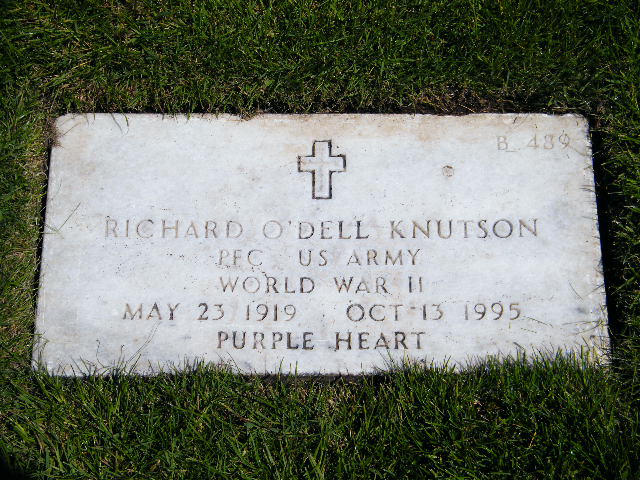 B 489
RICHARD O'DELL KNUTSON
PFC US ARMY
WORLD WAR II
MAY 23 1919 OCT 13 1995
PURPLE HEART